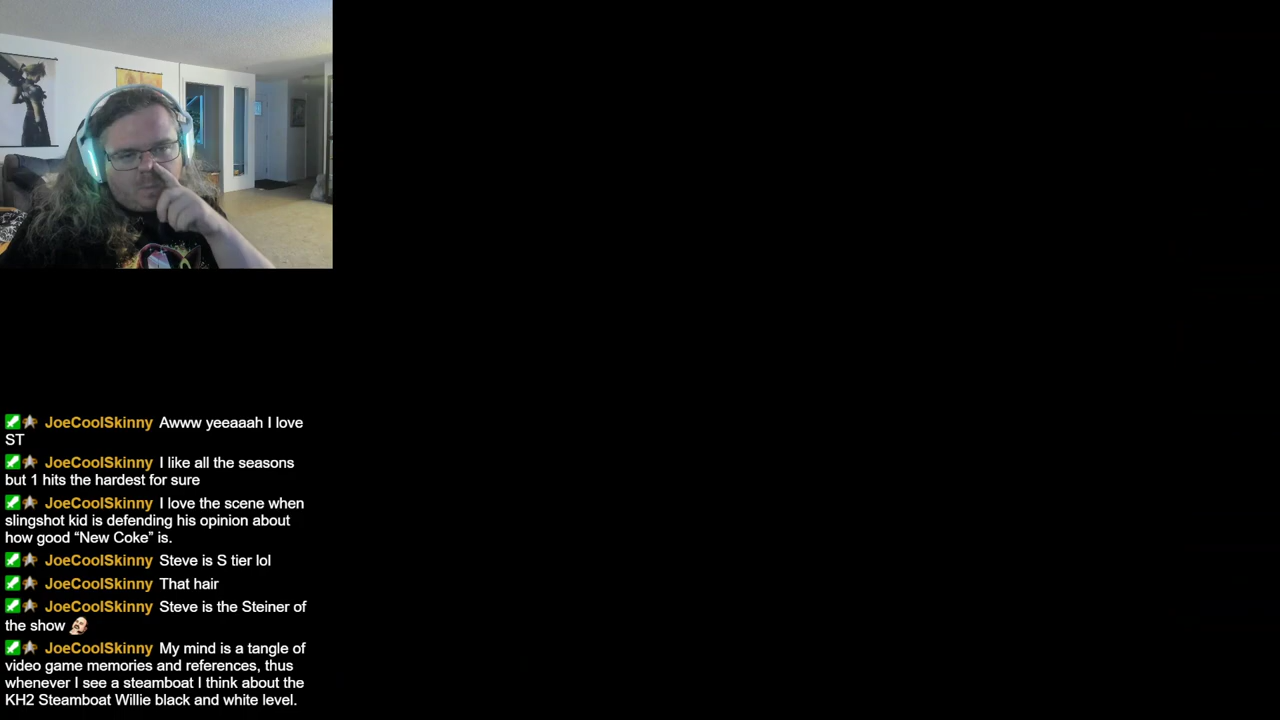 JoeCoolSkinny Awww yeeaaah I love
ST
JoeCoolSkinny I like all the seasons
but 1 hits the hardest for sure
JoeCoolSkinny I love the scene when
slingshot kid is defending his opinion about
how good “New Coke” is.
JoeCoolSkinny Steve is S tier lol
JoeCoolSkinny That hair
JoeCoolSkinny Steve is the Steiner of
the show
JoeCoolSkinny My mind is a tangle of
video game memories and references, thus
whenever I see a steamboat I think about the
KH2 Steamboat Willie black and white level.